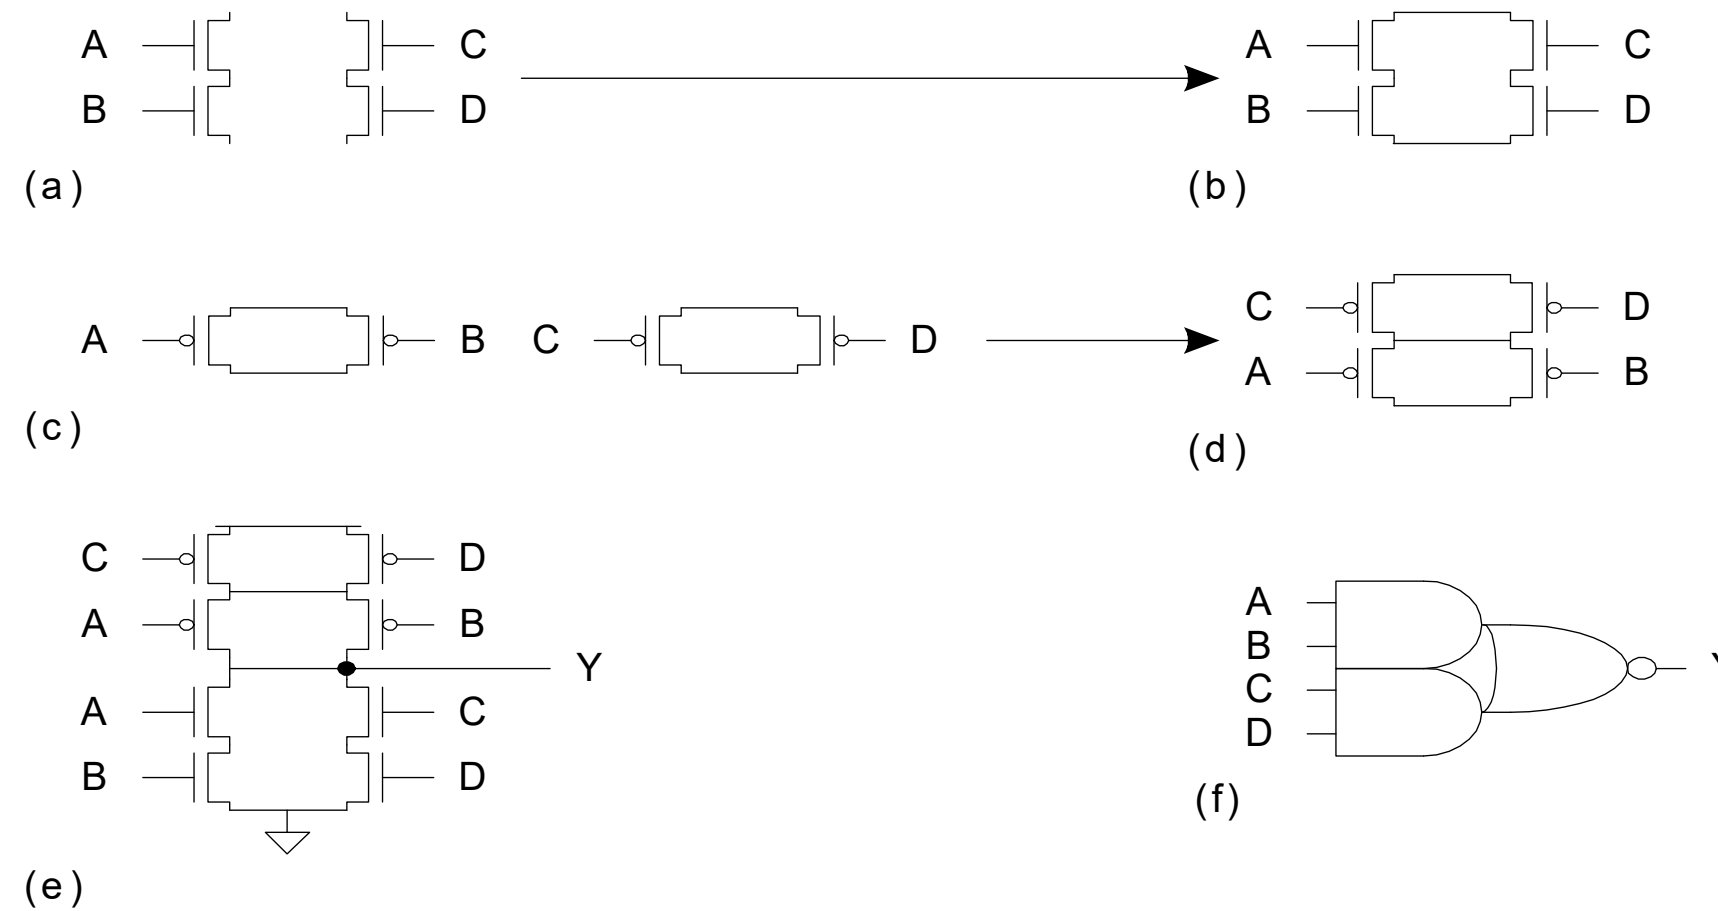 A C A C
B D B D
(a) (b)
A B C D C D
A B
(c) (d)
C D
A B
Y
A C
B D
(e)
A
B
C
D
(f)